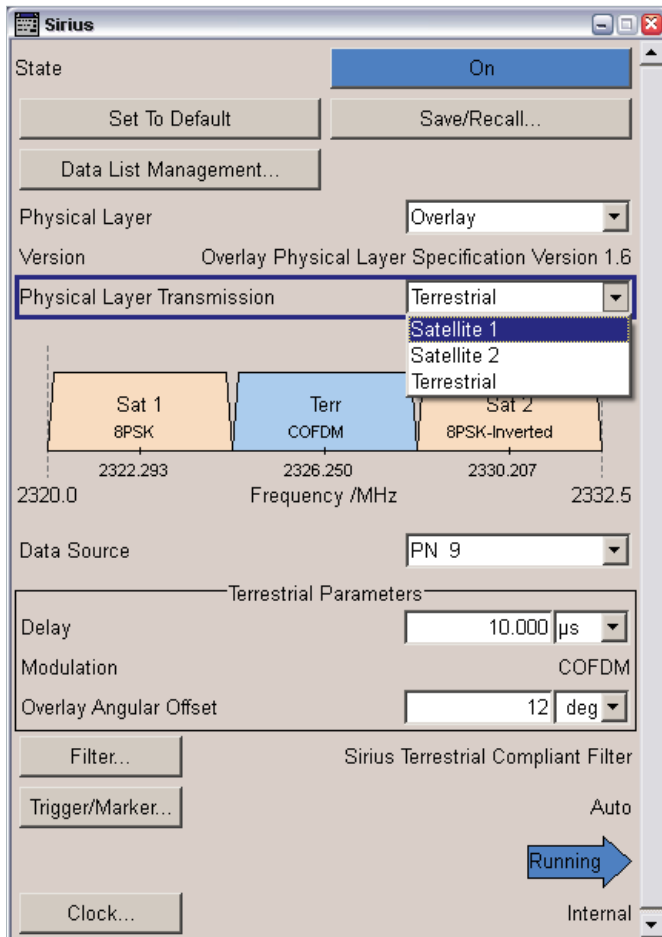 Sirius
State On
Set To Default Save/Recall...
Data List Management...
Physical Layer Overlay
Version Overlay Physical Layer Specification Version 1.6
Physical Layer Transmission Terrestrial
Satellite 1
Satellite 2
Terrestrial
Sat 1 Terr Sat 2
8PSK COFDM 8PSK-Inverted
2322.293 2326.250 2330.207
2320.0 Frequency /MHz 2332.5
Data Source PN 9
Terrestrial Parameters
Delay 10.000 µs
Modulation COFDM
Overlay Angular Offset 12 deg
Filter... Sirius Terrestrial Compliant Filter
Trigger/Marker... Auto
Running
Clock... Internal